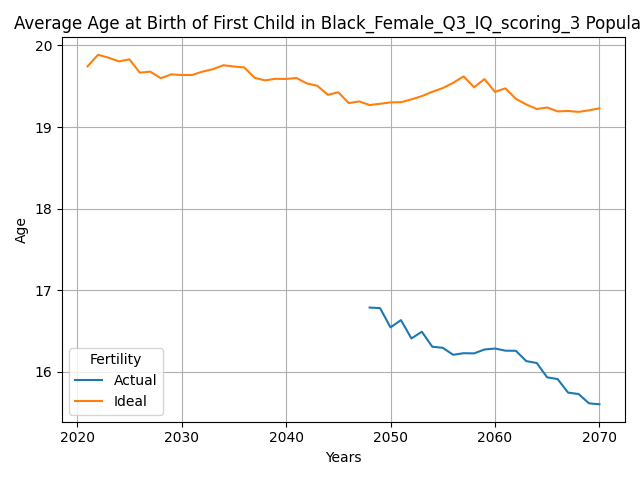 Average Age at Birth of First Child in Black_Female_Q3_IQ_scoring_3 Popula
20
19
18
17
16
Age
Fertility
Actual
Ideal
2020 2030 2040 2050 2060 2070
Years